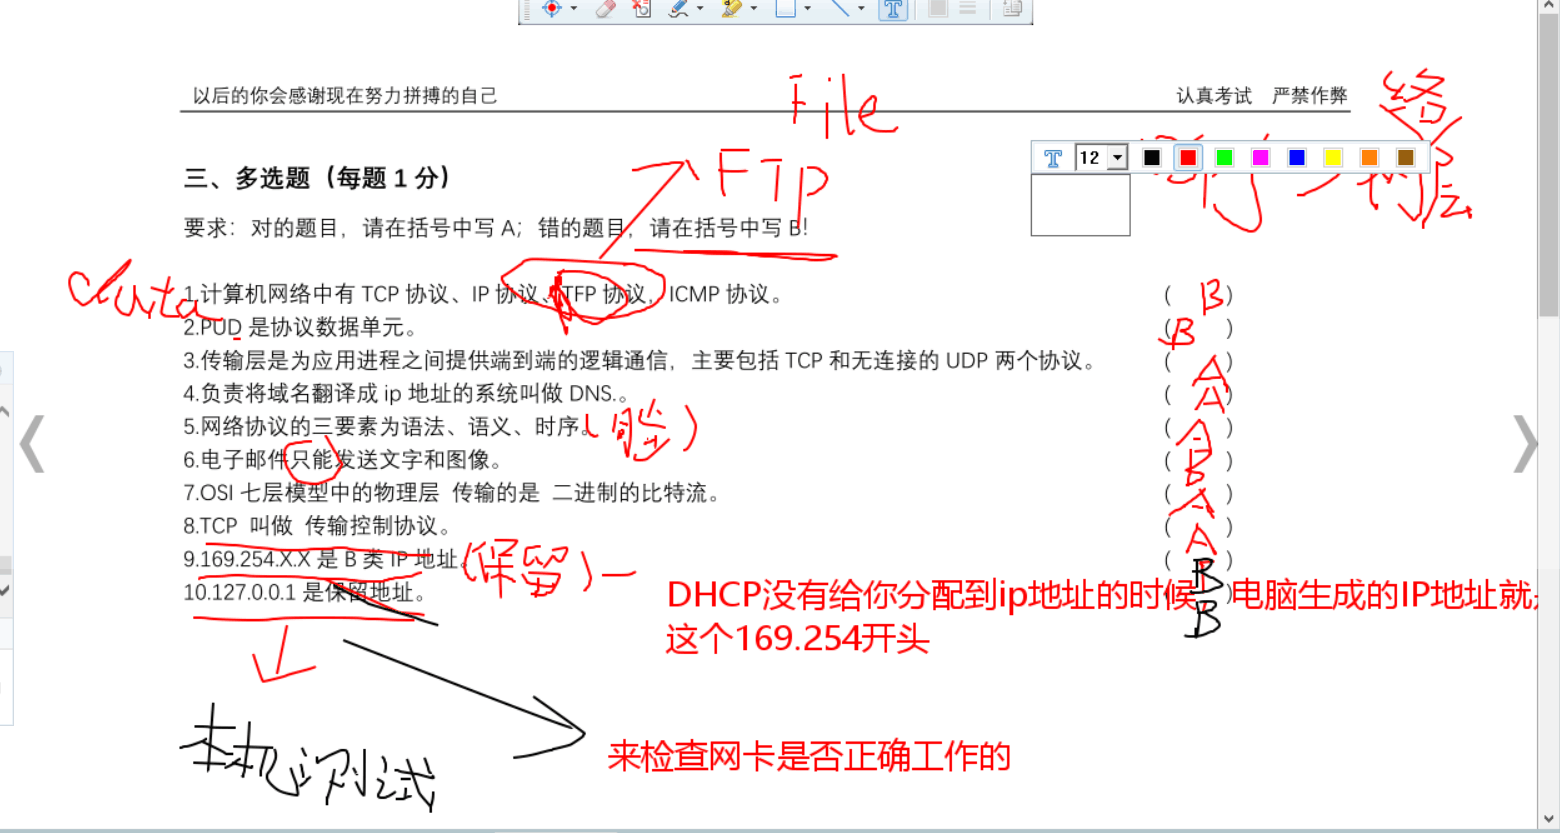 12
以后的你会感谢现在努力拼搏的自己
认真考试 严禁作弊
File
络
层
三、多选题（每题 1 分）
FTP
要求：对的题目，请在括号中写 A；错的题目，请在括号中写 B！
data
1.计算机网络中有 TCP 协议、IP 协议、TFP 协议，ICMP 协议。 ( B )
2.PUD 是协议数据单元。 ( B )
3.传输层是为应用进程之间提供端到端的逻辑通信，主要包括 TCP 和无连接的 UDP 两个协议。 ( A )
4.负责将域名翻译成 ip 地址的系统叫做 DNS.。 ( A )
5.网络协议的三要素为语法、语义、时序。 ( A )
6.电子邮件只能发送文字和图像。 ( B )
7.OSI 七层模型中的物理层 传输的是 二进制的比特流。 ( A )
8.TCP 叫做 传输控制协议。 ( A )
9.169.254.X.X 是 B 类 IP 地址。(保留) ( B )
10.127.0.0.1 是保留地址。 ( B )
DHCP没有给你分配到ip地址的时候，电脑生成的IP地址就是
这个169.254开头
本机测试
来检查网卡是否正确工作的